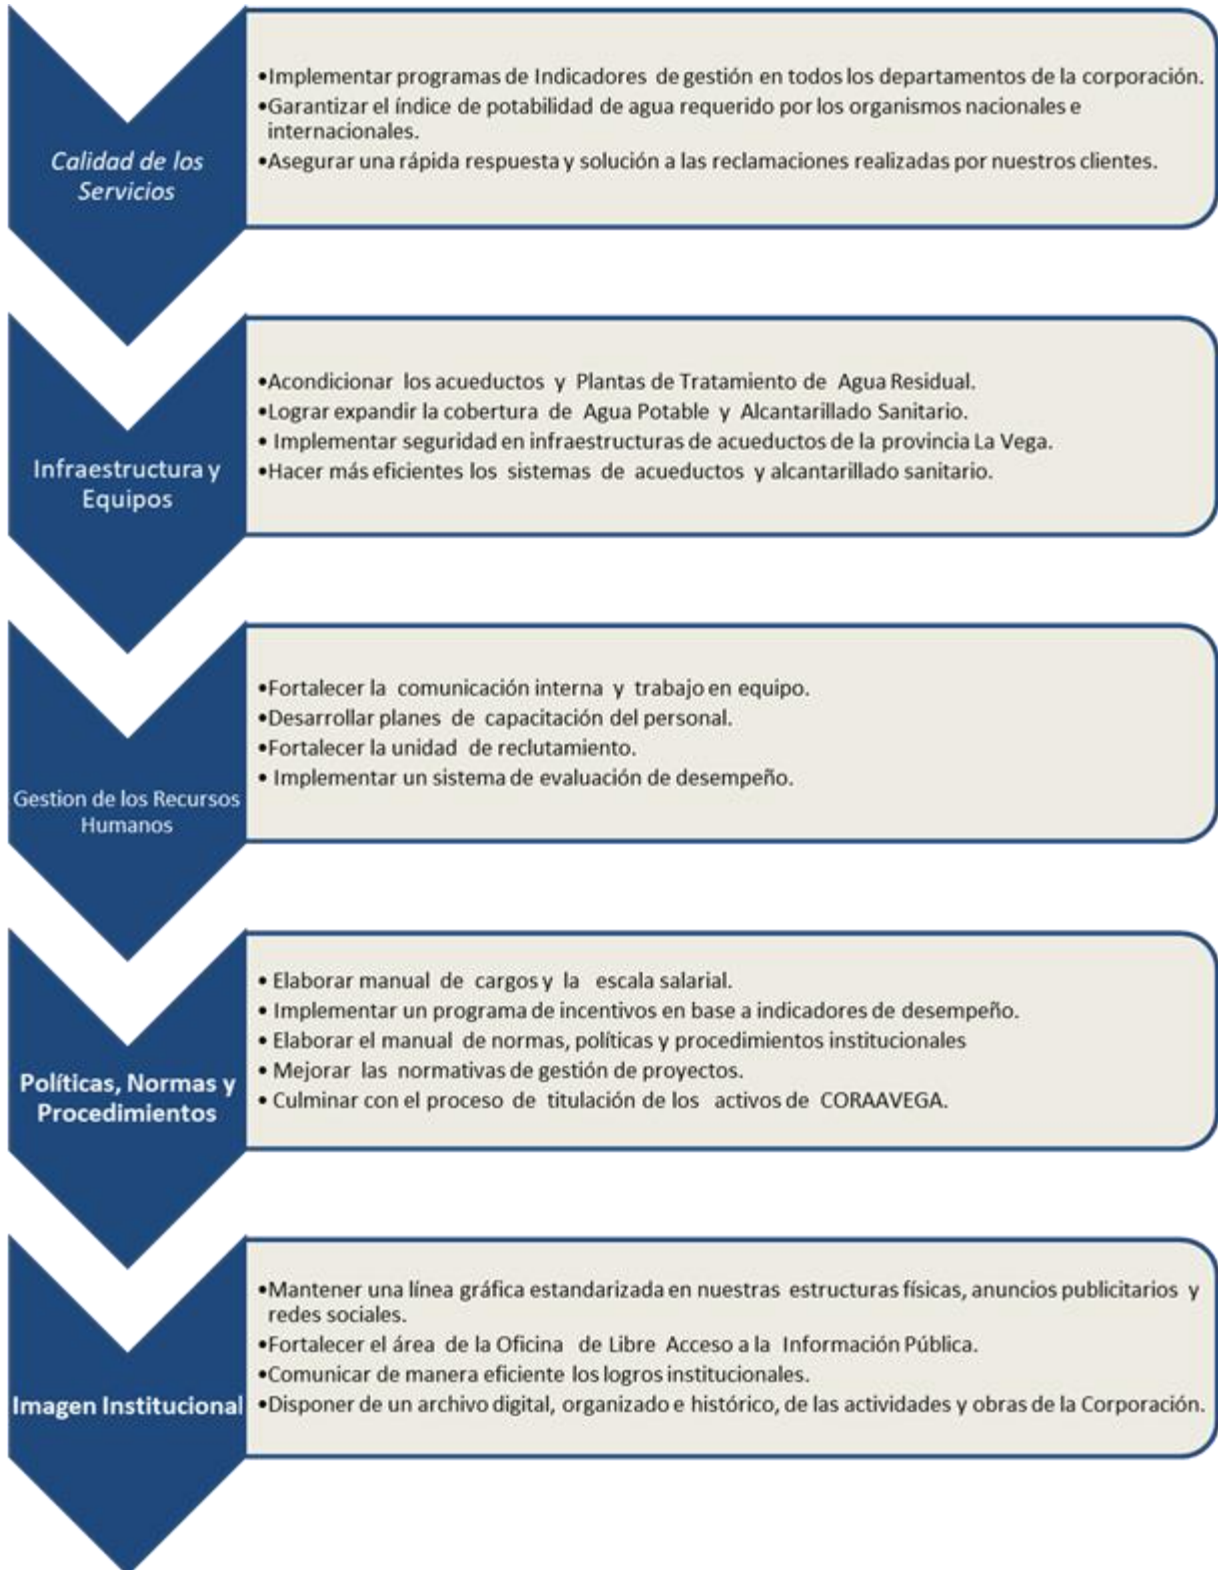 Calidad de los
Servicios
•Implementar programas de Indicadores de gestión en todos los departamentos de la corporación.
•Garantizar el índice de potabilidad de agua requerido por los organismos nacionales e
internacionales.
•Asegurar una rápida respuesta y solución a las reclamaciones realizadas por nuestros clientes.
Infraestructura y
Equipos
•Acondicionar los acueductos y Plantas de Tratamiento de Agua Residual.
•Lograr expandir la cobertura de Agua Potable y Alcantarillado Sanitario.
• Implementar seguridad en infraestructuras de acueductos de la provincia La Vega.
•Hacer más eficientes los sistemas de acueductos y alcantarillado sanitario.
Gestion de los Recursos
Humanos
•Fortalecer la comunicación interna y trabajo en equipo.
•Desarrollar planes de capacitación del personal.
•Fortalecer la unidad de reclutamiento.
• Implementar un sistema de evaluación de desempeño.
Políticas, Normas y
Procedimientos
• Elaborar manual de cargos y la escala salarial.
• Implementar un programa de incentivos en base a indicadores de desempeño.
• Elaborar el manual de normas, políticas y procedimientos institucionales
• Mejorar las normativas de gestión de proyectos.
• Culminar con el proceso de titulación de los activos de CORAAVEGA.
Imagen Institucional
•Mantener una línea gráfica estandarizada en nuestras estructuras físicas, anuncios publicitarios y
redes sociales.
•Fortalecer el área de la Oficina de Libre Acceso a la Información Pública.
•Comunicar de manera eficiente los logros institucionales.
•Disponer de un archivo digital, organizado e histórico, de las actividades y obras de la Corporación.